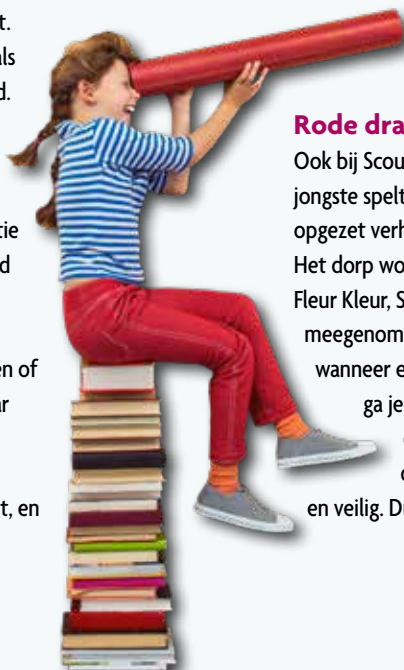 t.
als
d.
tie
d
en of
ar
t, en
Rode dra
Ook bij Scou
jongste spelt
opgezet verh
Het dorp wo
Fleur Kleur, S
meegenom
wanneer e
ga je
en veilig. D